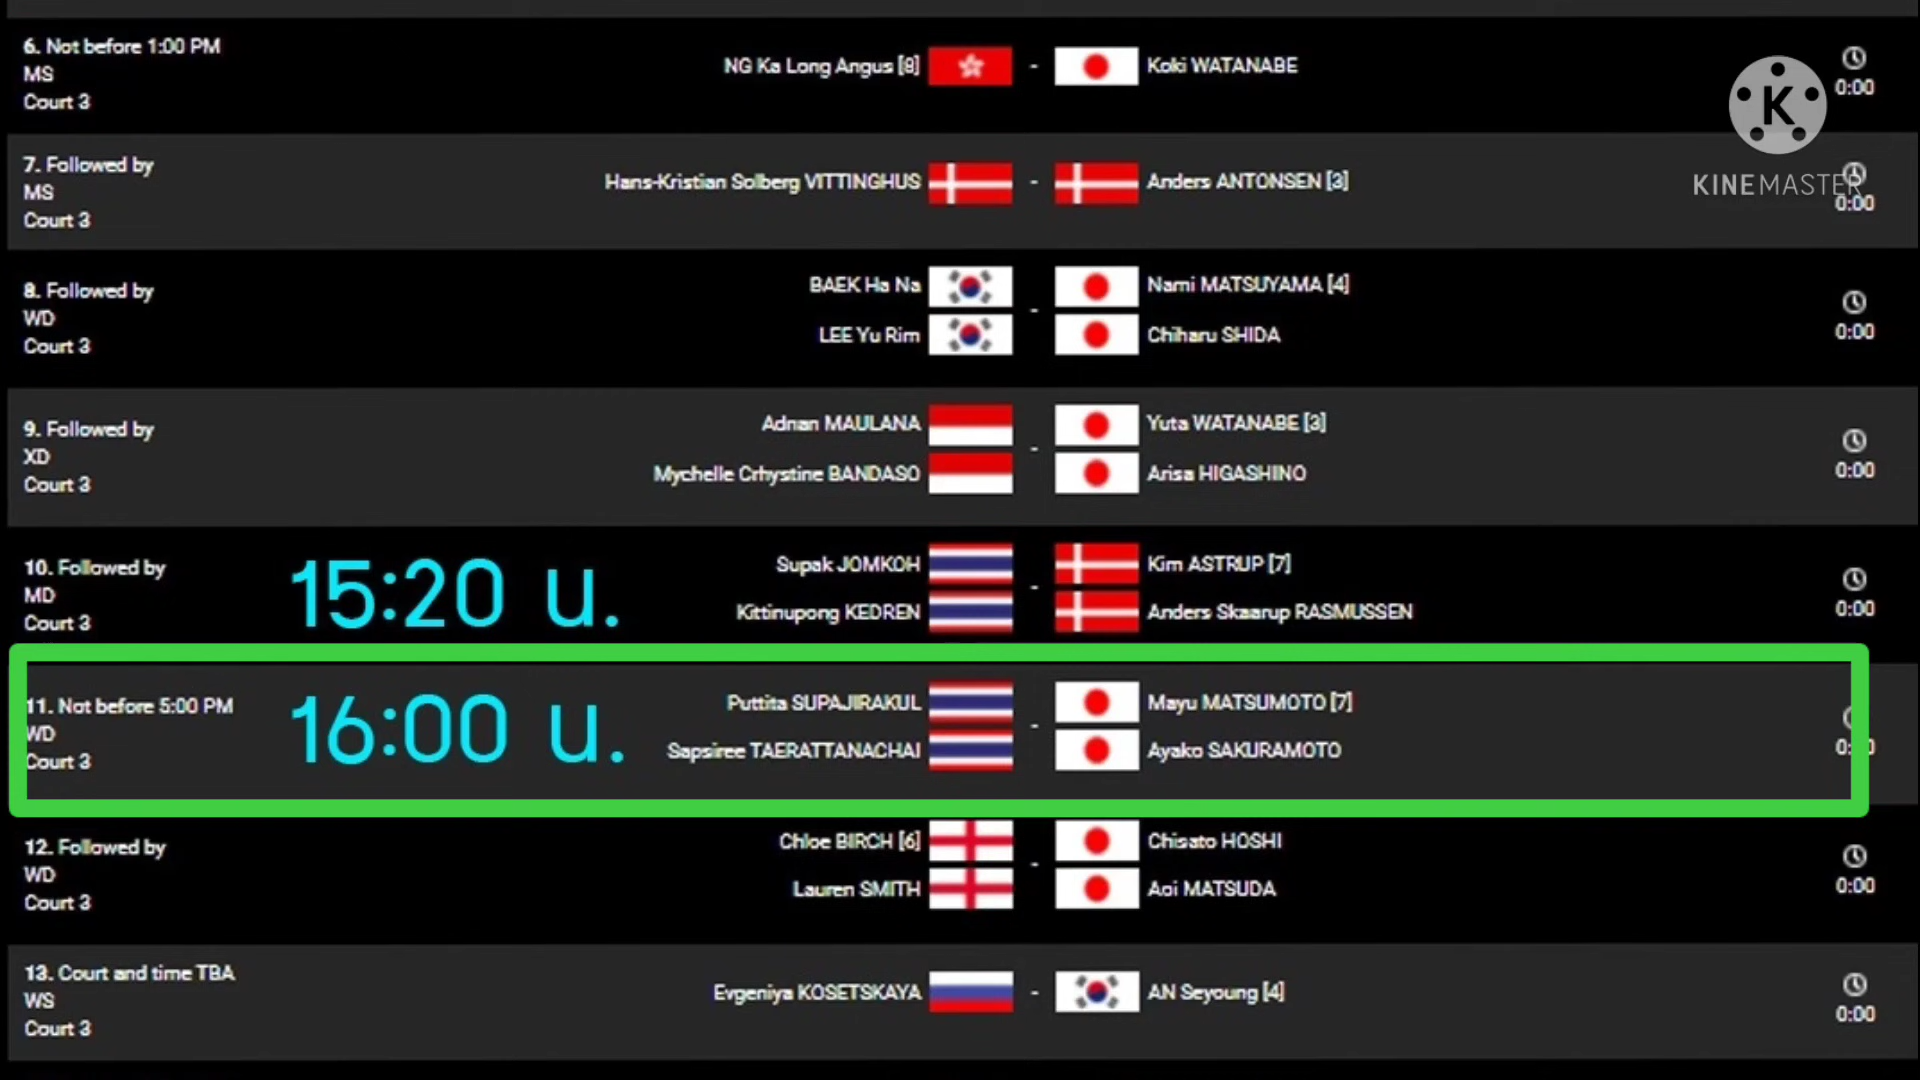 6. Not before 1:00 PM
MS
Court 3
NG Ka Long Angus [8] - Koki WATANABE
0:00
KINEMASTER
7. Followed by
MS
Court 3
Hans-Kristian Solberg VITTINGHUS - Anders ANTONSEN [3]
0:00
8. Followed by
WD
Court 3
BAEK Ha Na - Nami MATSUYAMA [4]
LEE Yu Rim Chiharu SHIDA
0:00
9. Followed by
XD
Court 3
Adnan MAULANA - Yuta WATANABE [3]
Mychelle Crhystine BANDASO Arisa HIGASHINO
0:00
10. Followed by
MD
Court 3
15:20 น.
Supak JOMKOH - Kim ASTRUP [7]
Kittinupong KEDREN Anders Skaarup RASMUSSEN
0:00
11. Not before 5:00 PM
WD
Court 3
16:00 น.
Puttita SUPAJIRAKUL - Mayu MATSUMOTO [7]
Sapsiree TAERATTANACHAI Ayako SAKURAMOTO
12. Followed by
WD
Court 3
Chloe BIRCH [6] - Chisato HOSHI
Lauren SMITH Aoi MATSUDA
0:00
13. Court and time TBA
WS
Court 3
Evgeniya KOSETSKAYA - AN Seyoung [4]
0:00